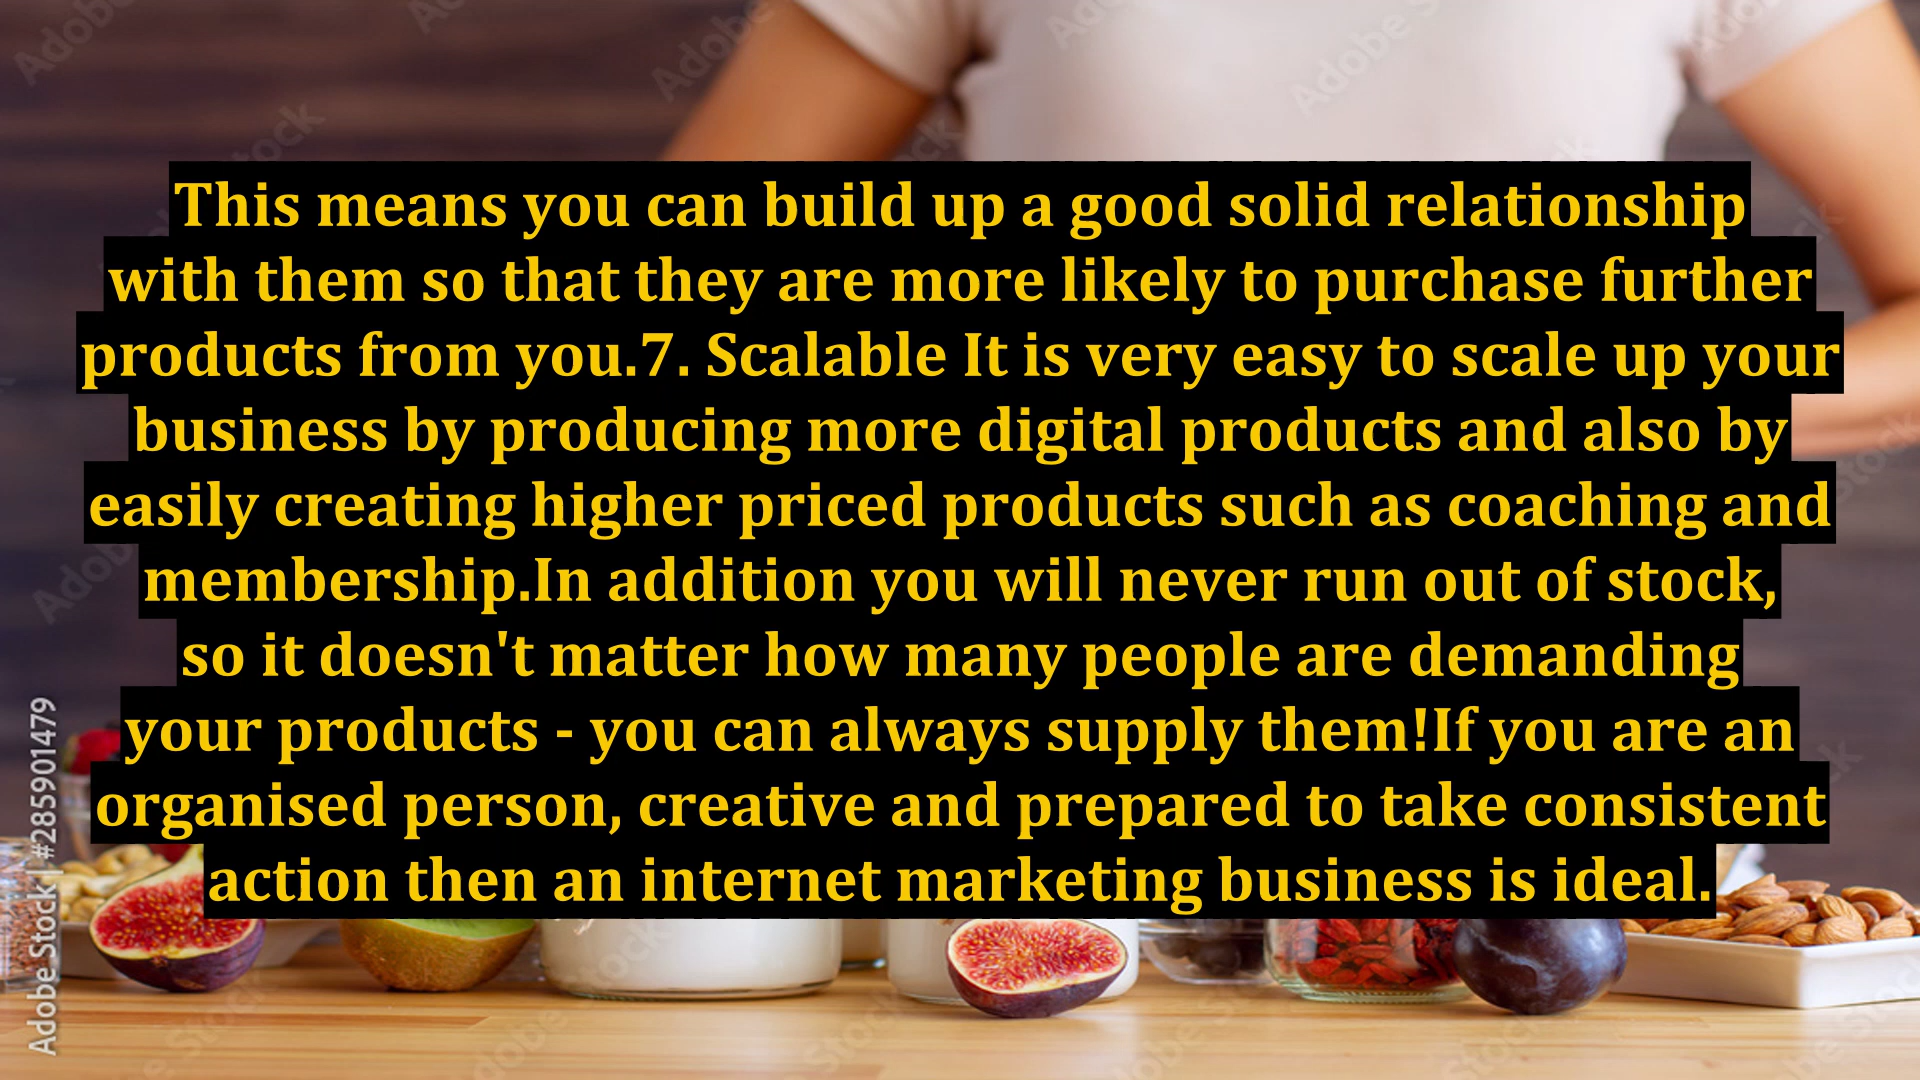 This means you can build up a good solid relationship
with them so that they are more likely to purchase further
products from you.7. Scalable It is very easy to scale up your
business by producing more digital products and also by
easily creating higher priced products such as coaching and
membership.In addition you will never run out of stock,
so it doesn't matter how many people are demanding
your products - you can always supply them!If you are an
organised person, creative and prepared to take consistent
action then an internet marketing business is ideal.
Adobe Stock | #285901479